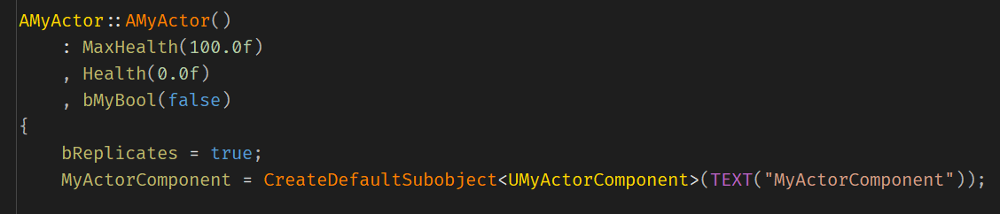 AMyActor::AMyActor()
    : MaxHealth(100.0f)
    , Health(0.0f)
    , bMyBool(false)
{
    bReplicates = true;
    MyActorComponent = CreateDefaultSubobject<UMyActorComponent>(TEXT("MyActorComponent"));